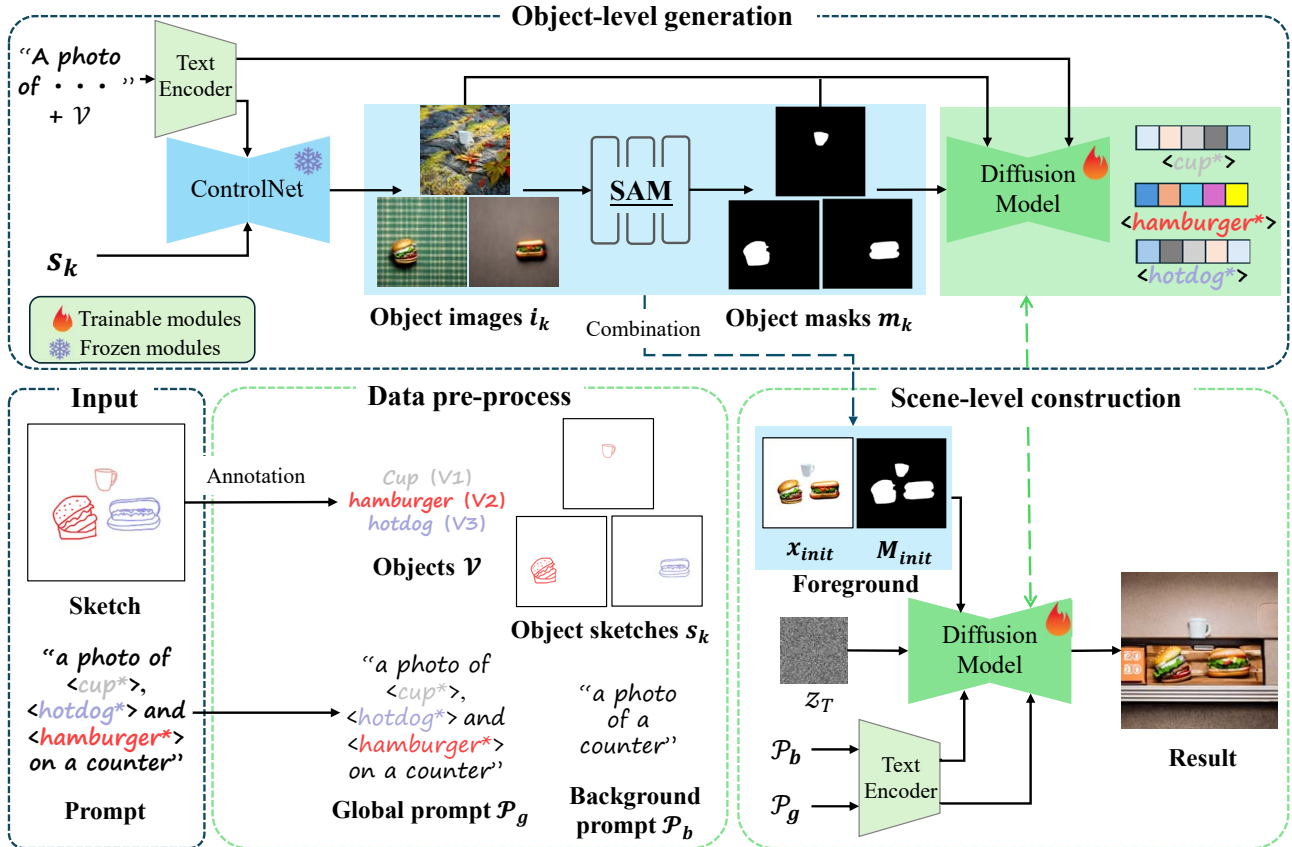 Object-level generation
“A photo
of · · · ”
+ 𝒱
Text
Encoder
ControlNet
s_k
SAM
Diffusion
Model
<cup*>
<hamburger*>
<hotdog*>
Trainable modules
Frozen modules
Object images i_k
Combination
Object masks m_k
Input
Sketch
“a photo of
<cup*>,
<hotdog*> and
<hamburger*>
on a counter”
Prompt
Data pre-process
Annotation
Cup (V1)
hamburger (V2)
hotdog (V3)
Objects 𝒱
Object sketches s_k
“a photo of
<cup*>,
<hotdog*> and
<hamburger*>
on a counter”
Global prompt 𝒫_g
“a photo
of a
counter”
Background
prompt 𝒫_b
Scene-level construction
x_init
M_init
Foreground
z_T
Diffusion
Model
𝒫_b
𝒫_g
Text
Encoder
Result